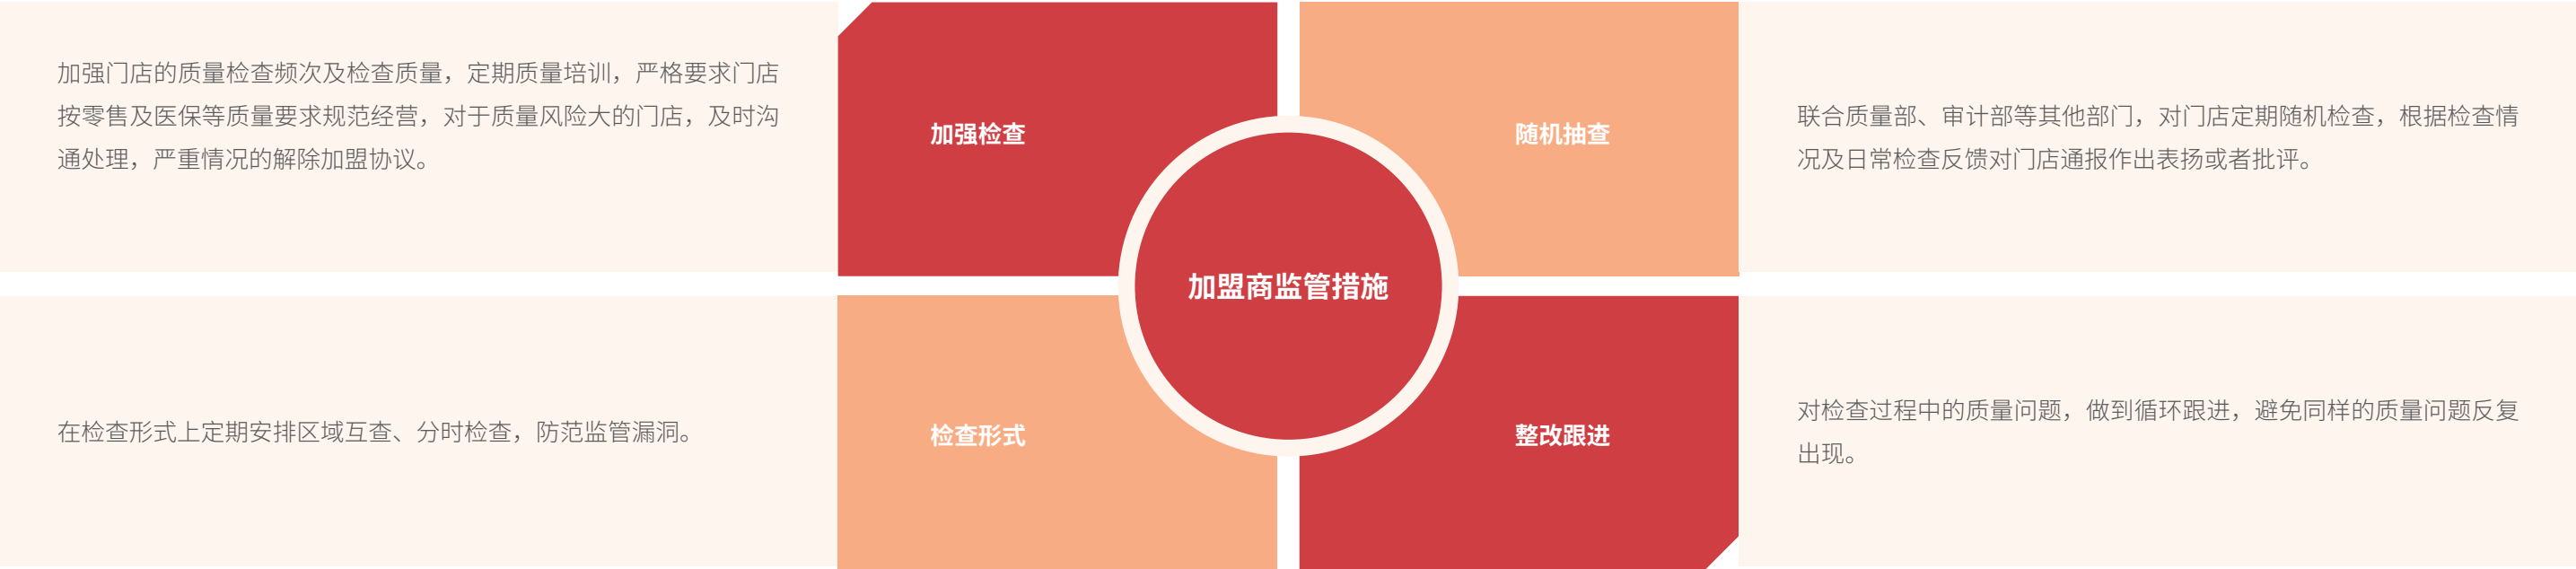 加强门店的质量检查频次及检查质量，定期质量培训，严格要求门店
按零售及医保等质量要求规范经营，对于质量风险大的门店，及时沟
通处理，严重情况的解除加盟协议。
加强检查
随机抽查
联合质量部、审计部等其他部门，对门店定期随机检查，根据检查情
况及日常检查反馈对门店通报作出表扬或者批评。
加盟商监管措施
在检查形式上定期安排区域互查、分时检查，防范监管漏洞。
检查形式
整改跟进
对检查过程中的质量问题，做到循环跟进，避免同样的质量问题反复
出现。